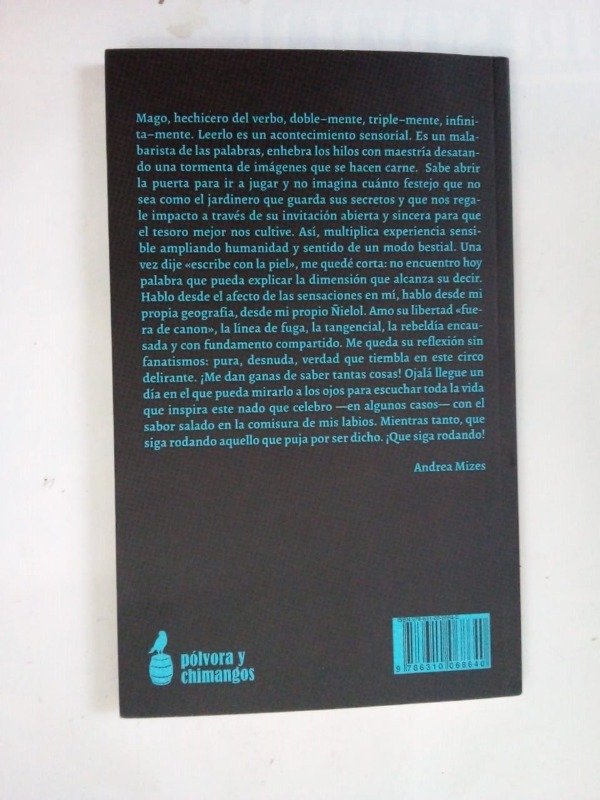 Mago, hechicero del verbo, doble–mente, triple–mente, infini-
ta–mente. Leerlo es un acontecimiento sensorial. Es un mala-
barista de las palabras, enhebra los hilos con maestría desatan-
do una tormenta de imágenes que se hacen carne. Sabe abrir
la puerta para ir a jugar y no imagina cuánto festejo que no
sea como el jardinero que guarda sus secretos y que nos rega-
le impacto a través de su invitación abierta y sincera para que
el tesoro mejor nos cultive. Así, multiplica experiencia sensi-
ble ampliando humanidad y sentido de un modo bestial. Una
vez dije «escribe con la piel», me quedé corta: no encuentro hoy
palabra que pueda explicar la dimensión que alcanza su decir.
Hablo desde el afecto de las sensaciones en mí, hablo desde mi
propia geografía, desde mi propio Ñielol. Amo su libertad «fue-
ra de canon», la línea de fuga, la tangencial, la rebeldía encau-
sada y con fundamento compartido. Me queda su reflexión sin
fanatismos: pura, desnuda, verdad que tiembla en este circo
delirante. ¡Me dan ganas de saber tantas cosas! Ojalá llegue un
día en el que pueda mirarlo a los ojos para escuchar toda la vida
que inspira este nado que celebro —en algunos casos— con el
sabor salado en la comisura de mis labios. Mientras tanto, que
siga rodando aquello que puja por ser dicho. ¡Que siga rodando!
Andrea Mizes
pólvora y
chimangos
9 786310 068640